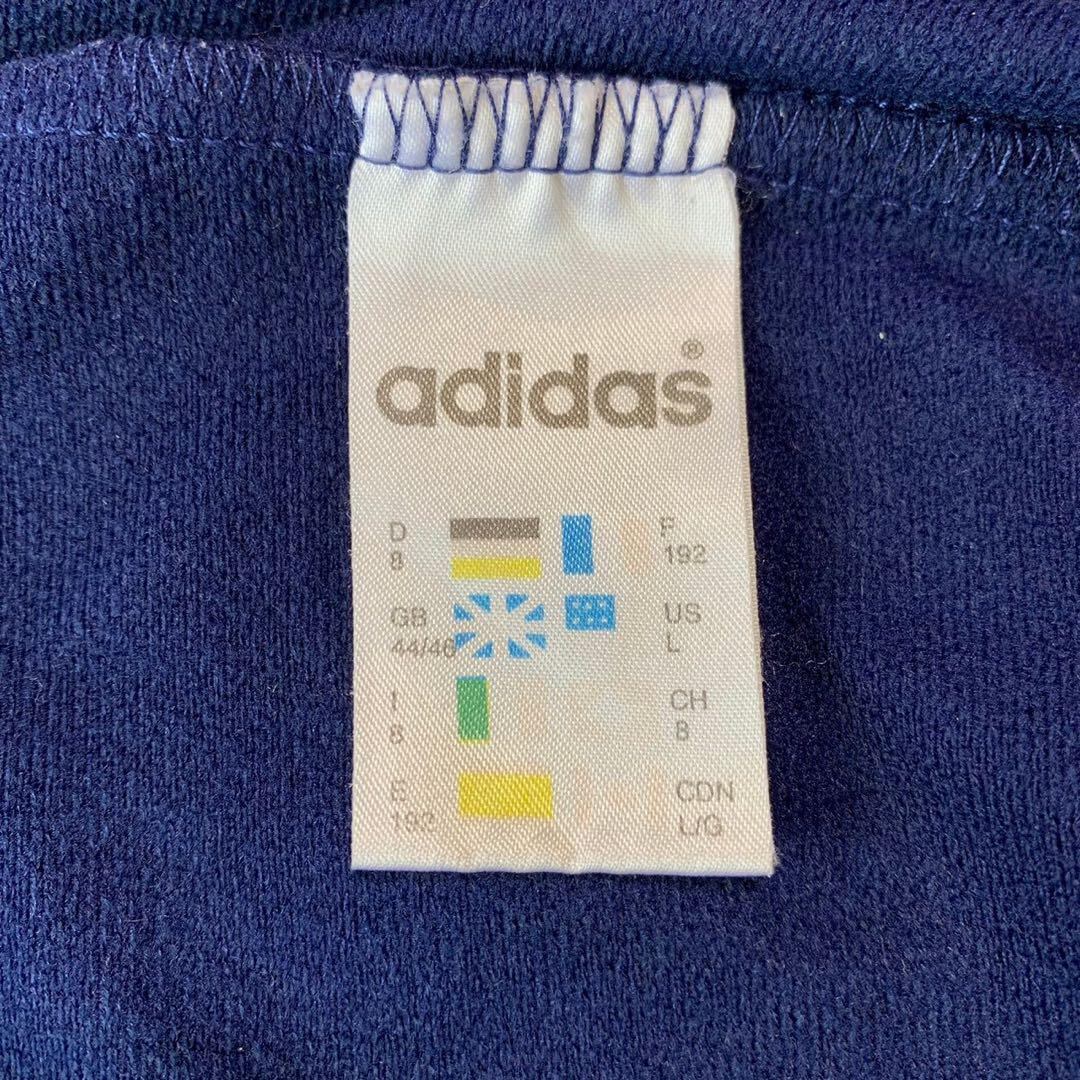 adidas®
D
8
F
192
GB
44/46
US
L
I
8
CH
8
E
192
CDN
L/G